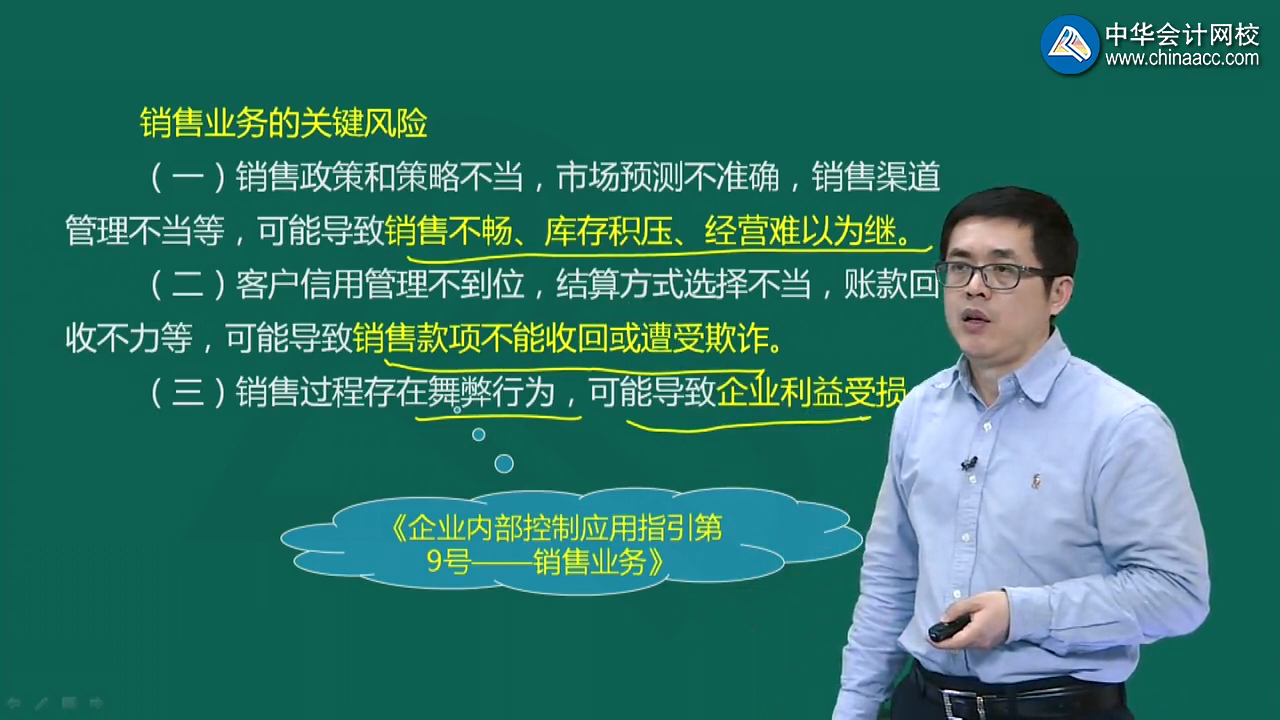 中华会计网校
www.chinaacc.com
销售业务的关键风险
（一）销售政策和策略不当，市场预测不准确，销售渠道
管理不当等，可能导致销售不畅、库存积压、经营难以为继。
（二）客户信用管理不到位，结算方式选择不当，账款回
收不力等，可能导致销售款项不能收回或遭受欺诈。
（三）销售过程存在舞弊行为，可能导致企业利益受损
《企业内部控制应用指引第
9号——销售业务》